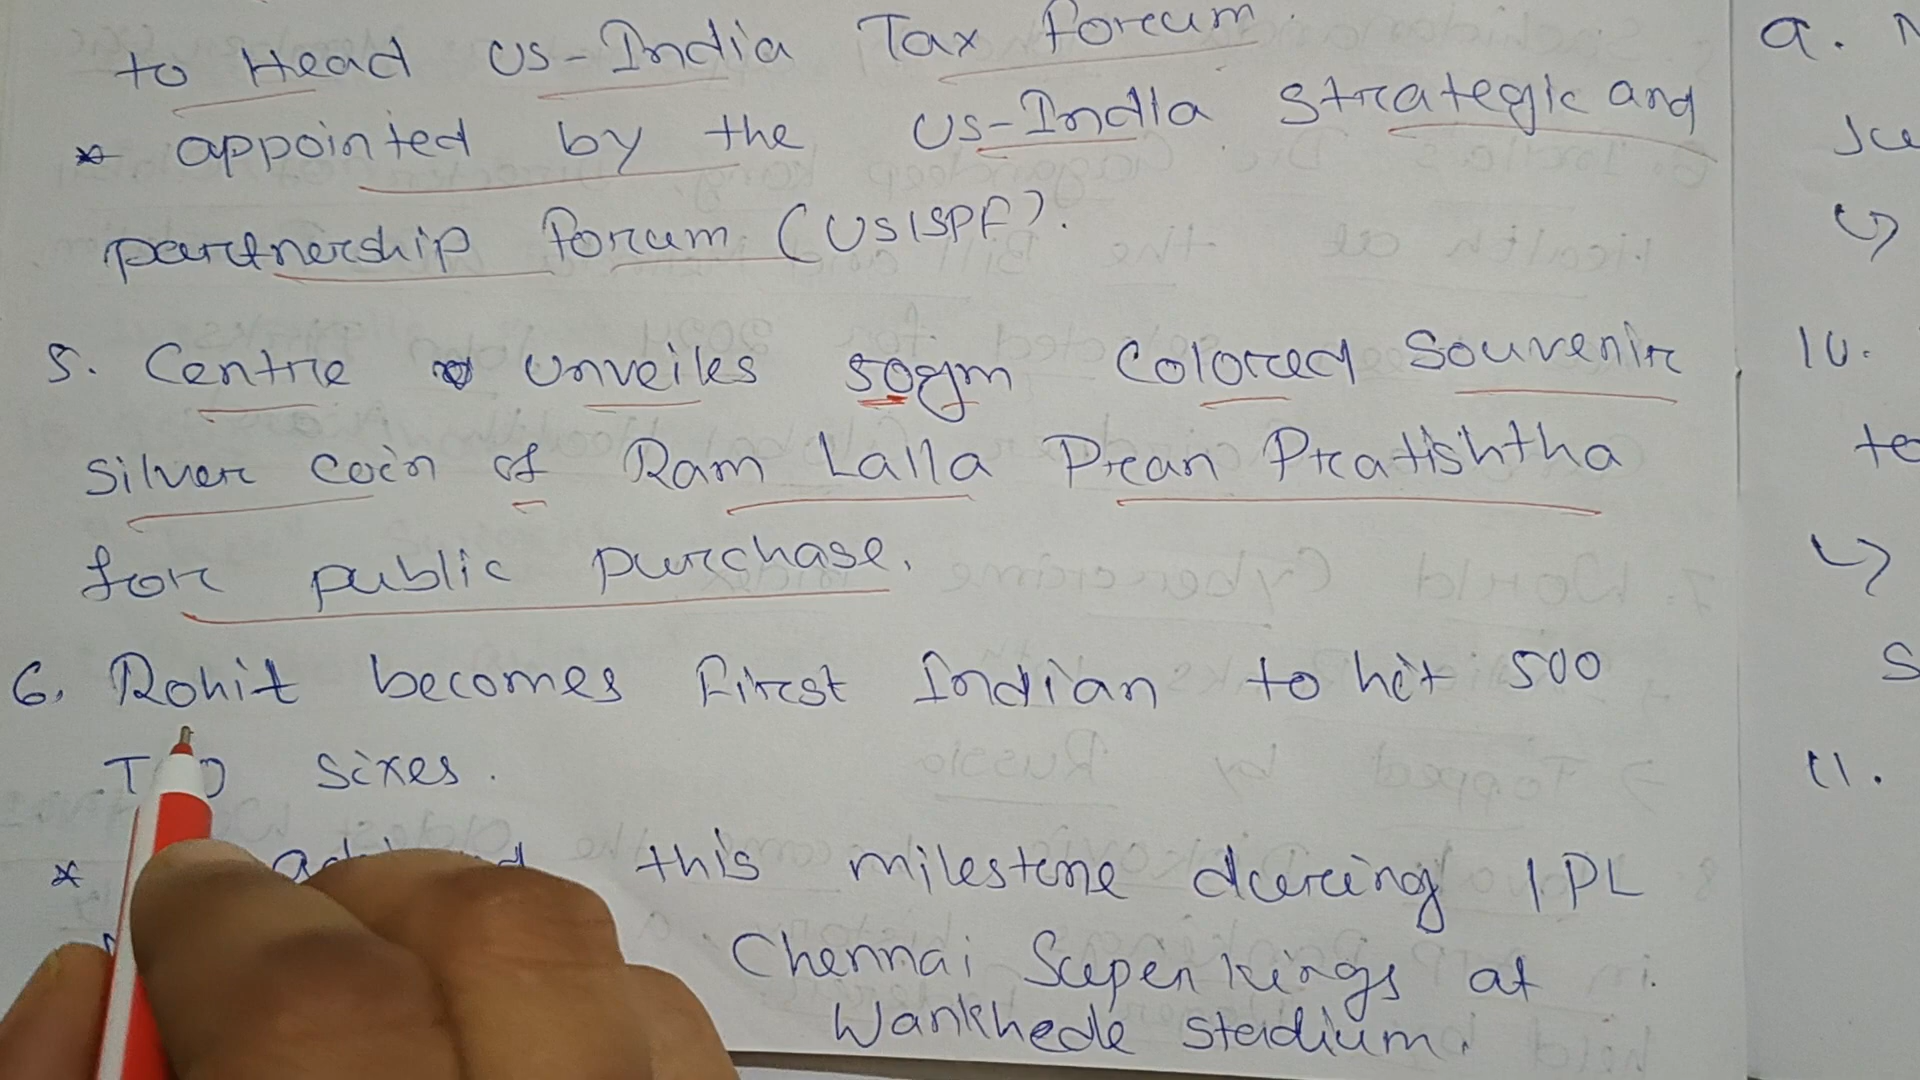 to Head US-India Tax Forum.
* appointed by the US-India Strategic and
partnership Forum (USISPF).
5. Centre Unveiles 50gm Colored Souvenir
Silver coin of Ram Lalla Pran Pratishtha
for public purchase.
6. Rohit becomes First Indian to hit 500
sixes.
* this milestone during IPL
Chennai Super kings at
Wankhede stadium.
a.
10.
te
11.